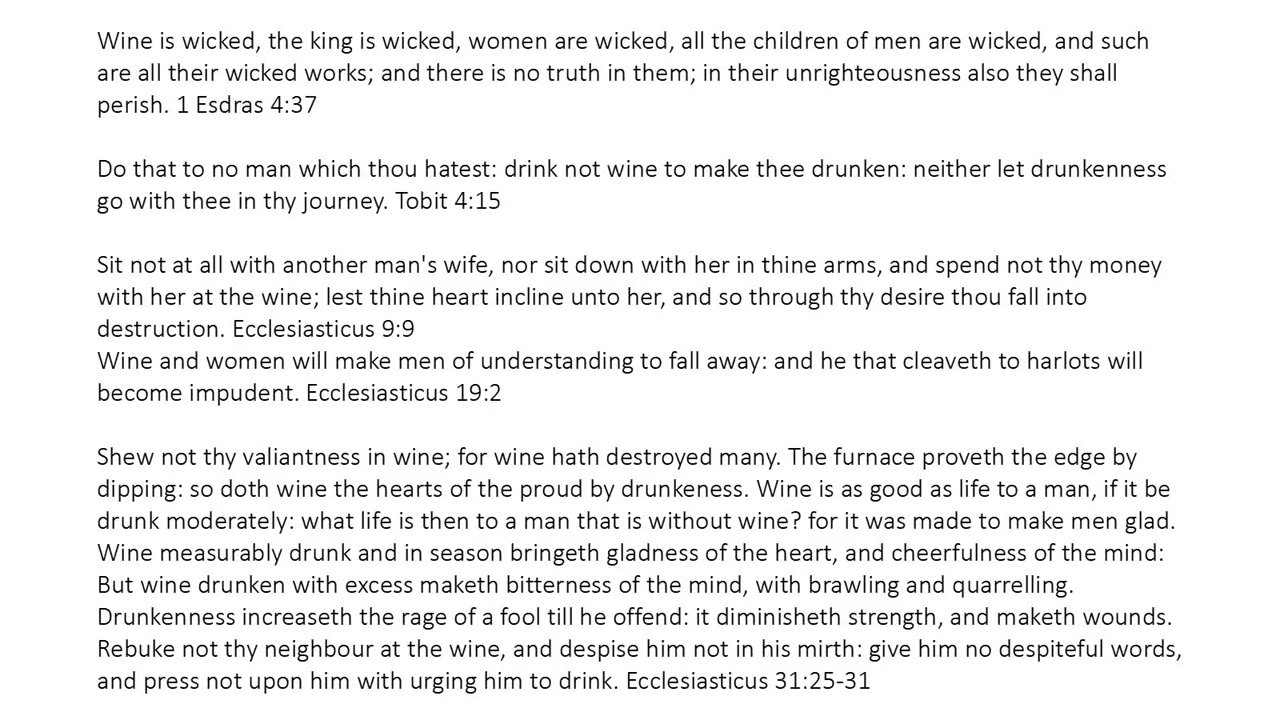 Wine is wicked, the king is wicked, women are wicked, all the children of men are wicked, and such
are all their wicked works; and there is no truth in them; in their unrighteousness also they shall
perish. 1 Esdras 4:37
Do that to no man which thou hatest: drink not wine to make thee drunken: neither let drunkenness
go with thee in thy journey. Tobit 4:15
Sit not at all with another man's wife, nor sit down with her in thine arms, and spend not thy money
with her at the wine; lest thine heart incline unto her, and so through thy desire thou fall into
destruction. Ecclesiasticus 9:9
Wine and women will make men of understanding to fall away: and he that cleaveth to harlots will
become impudent. Ecclesiasticus 19:2
Shew not thy valiantness in wine; for wine hath destroyed many. The furnace proveth the edge by
dipping: so doth wine the hearts of the proud by drunkeness. Wine is as good as life to a man, if it be
drunk moderately: what life is then to a man that is without wine? for it was made to make men glad.
Wine measurably drunk and in season bringeth gladness of the heart, and cheerfulness of the mind:
But wine drunken with excess maketh bitterness of the mind, with brawling and quarrelling.
Drunkenness increaseth the rage of a fool till he offend: it diminisheth strength, and maketh wounds.
Rebuke not thy neighbour at the wine, and despise him not in his mirth: give him no despiteful words,
and press not upon him with urging him to drink. Ecclesiasticus 31:25-31